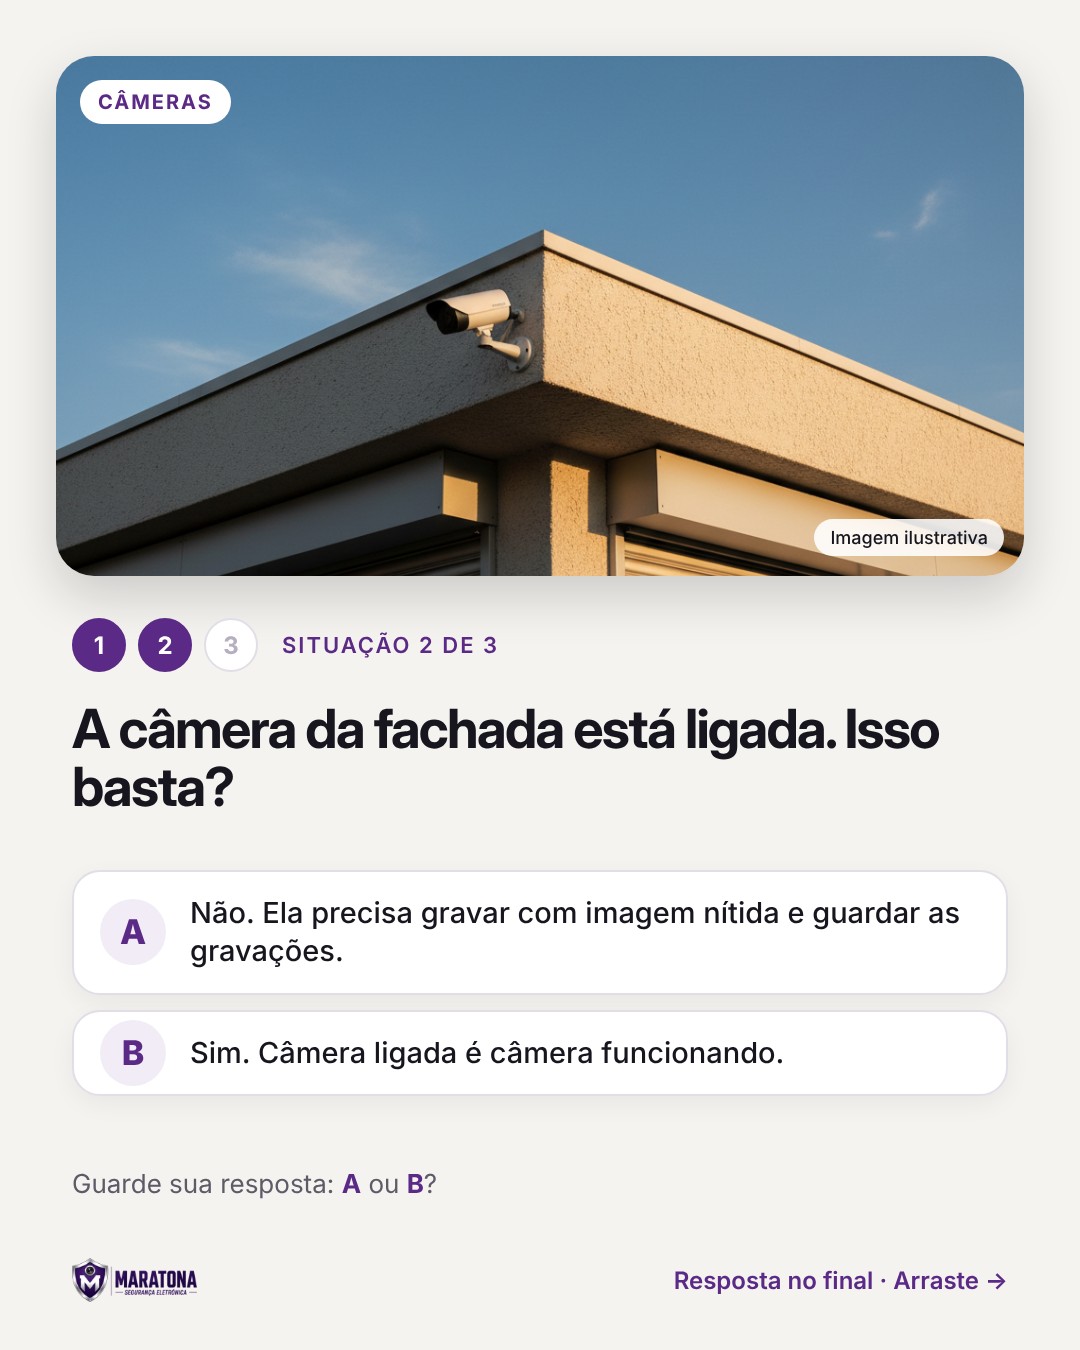 CÂMERAS
Imagem ilustrativa
1 2 3 SITUAÇÃO 2 DE 3
A câmera da fachada está ligada. Isso
basta?
A Não. Ela precisa gravar com imagem nítida e guardar as
gravações.
B Sim. Câmera ligada é câmera funcionando.
Guarde sua resposta: A ou B?
M MARATONA
SEGURANÇA ELETRÔNICA
Resposta no final · Arraste →